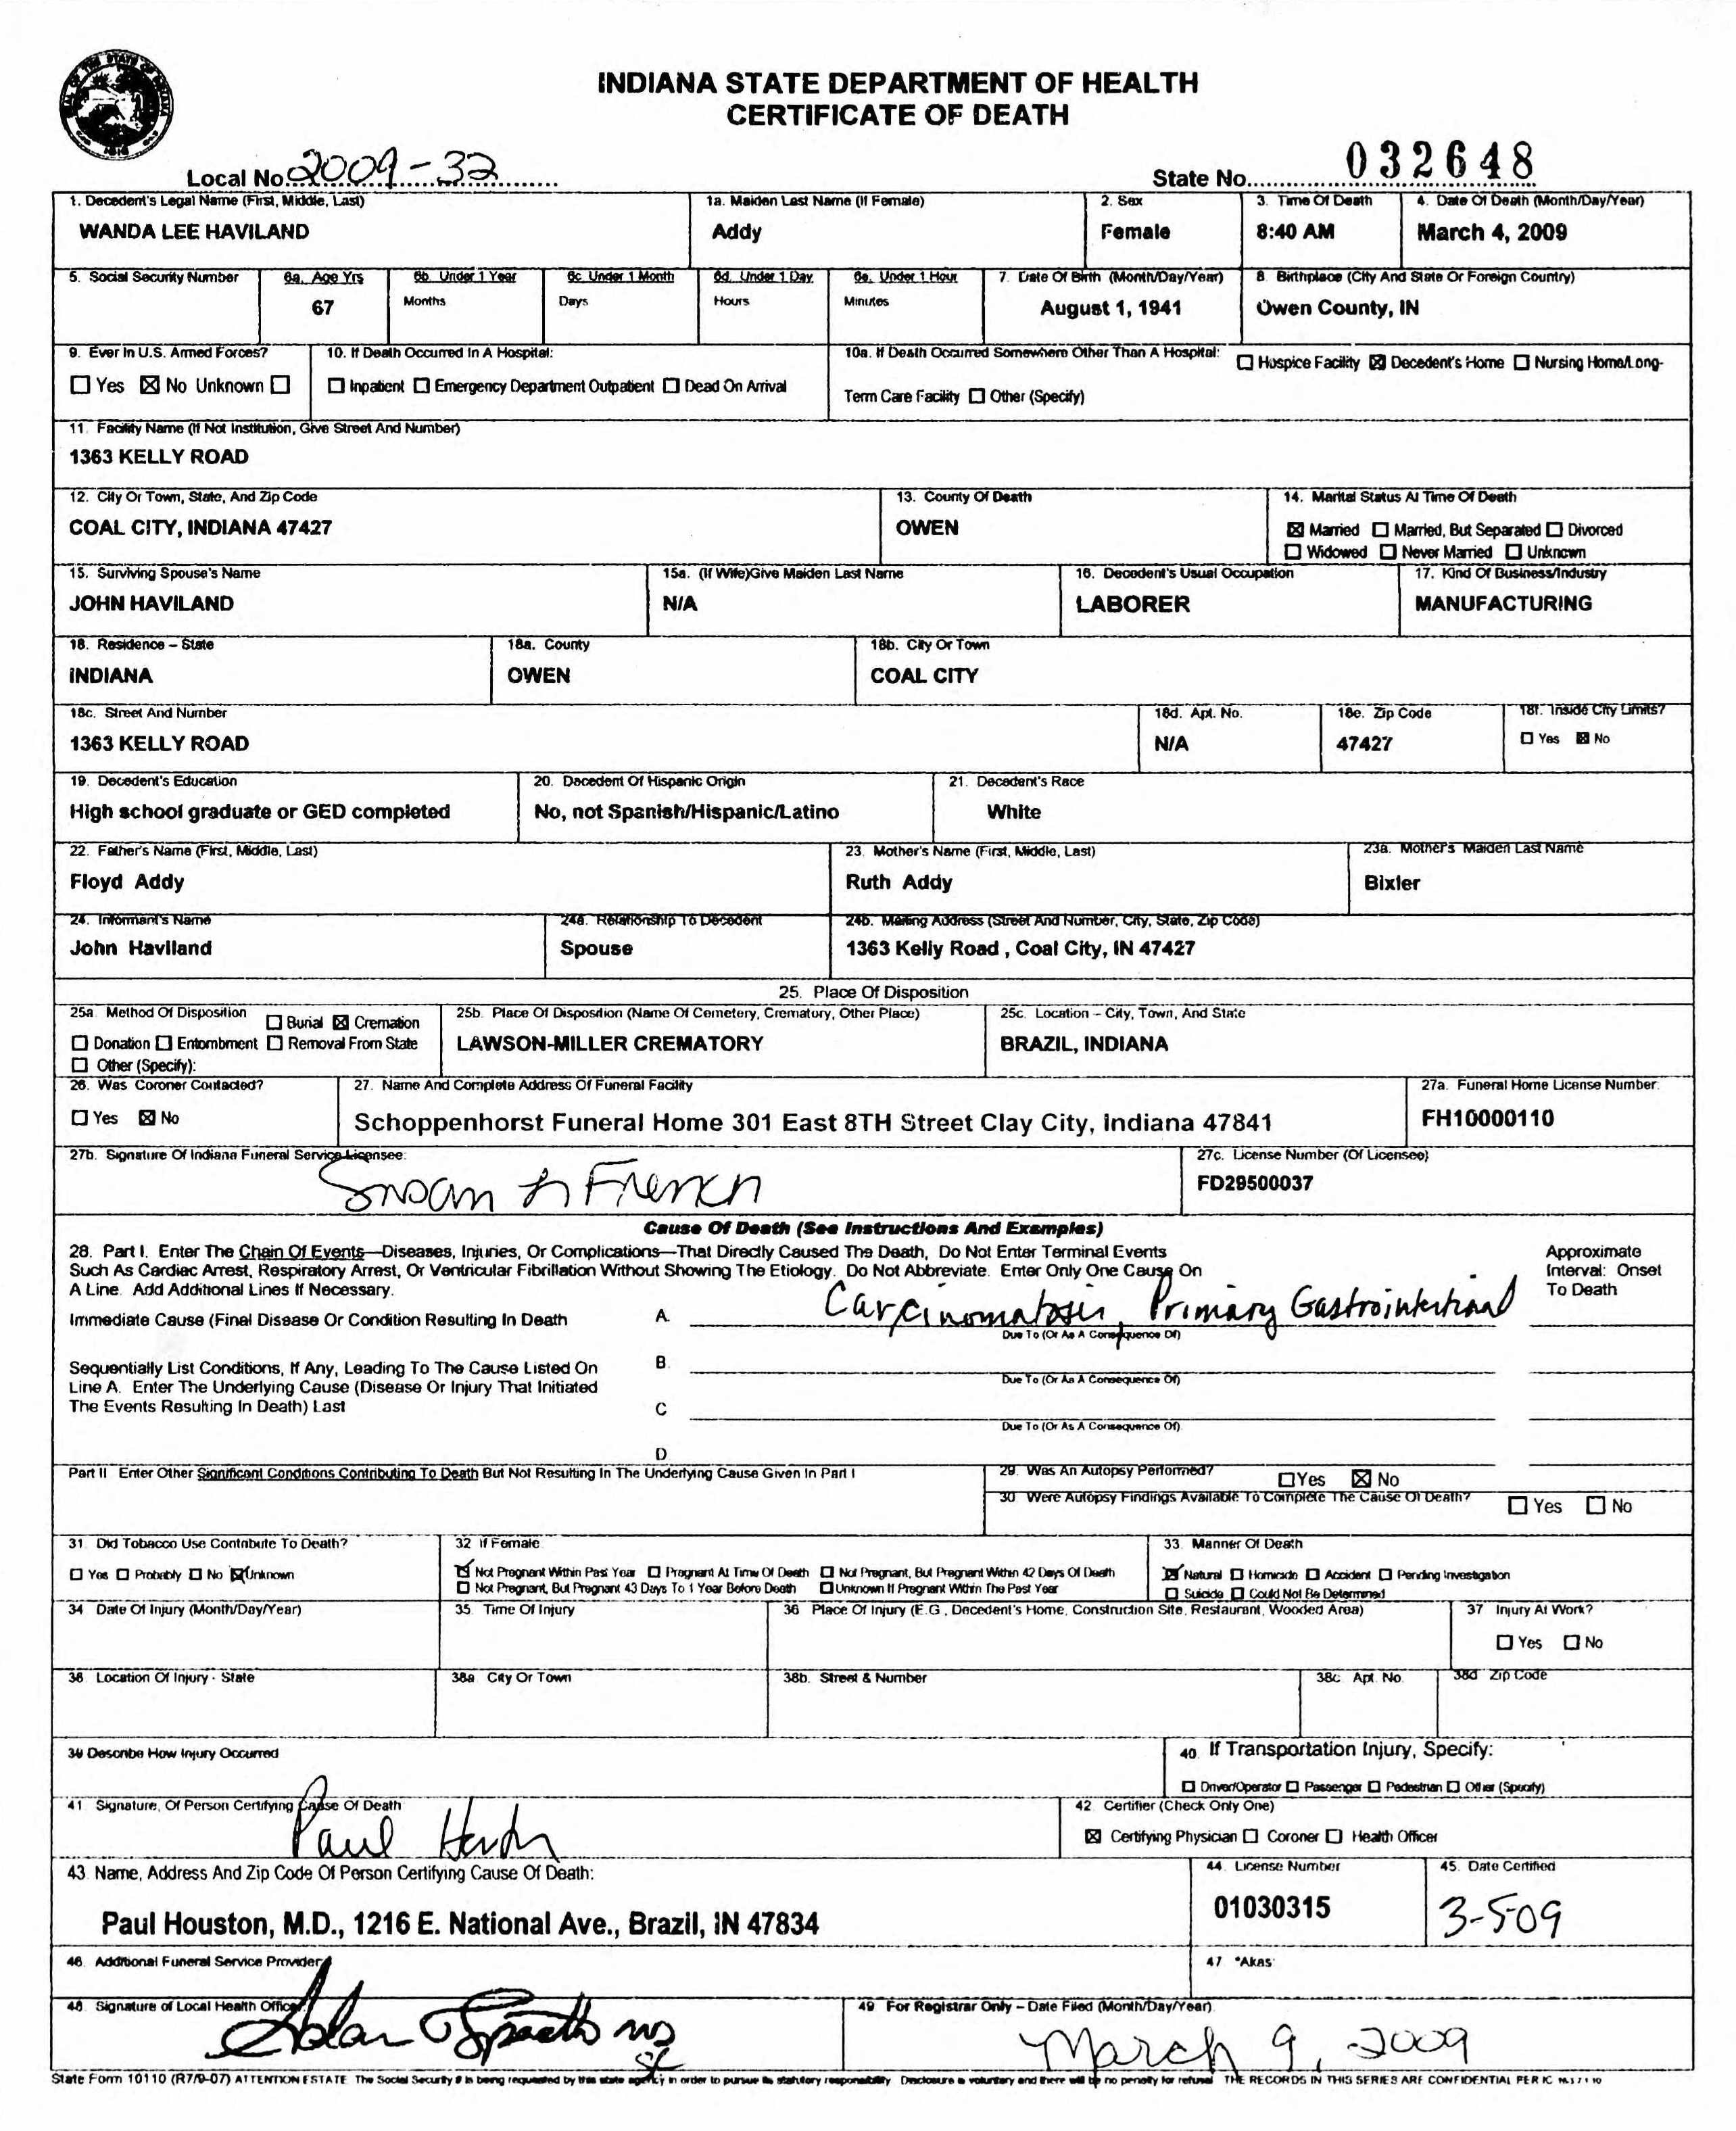 INDIANA STATE DEPARTMENT OF HEALTH
CERTIFICATE OF DEATH
Local No 2009-32
State No. 032648
1. Decedent's Legal Name (First, Middle, Last)
WANDA LEE HAVILAND
1a. Maiden Last Name (If Female)
Addy
2. Sex
Female
3. Time Of Death
8:40 AM
4. Date Of Death (Month/Day/Year)
March 4, 2009
5. Social Security Number
6a. Age Yrs
67
6b. Under 1 Year
Months
6c. Under 1 Month
Days
6d. Under 1 Day
Hours
6e. Under 1 Hour
Minutes
7. Date Of Birth (Month/Day/Year)
August 1, 1941
8. Birthplace (City And State Or Foreign Country)
Owen County, IN
9. Ever In U.S. Armed Forces?
☐ Yes ☒ No Unknown ☐
10. If Death Occurred In A Hospital:
☐ Inpatient ☐ Emergency Department Outpatient ☐ Dead On Arrival
10a. If Death Occurred Somewhere Other Than A Hospital: ☐ Hospice Facility ☒ Decedent's Home ☐ Nursing Home/Long-
Term Care Facility ☐ Other (Specify)
11. Facility Name (If Not Institution, Give Street And Number)
1363 KELLY ROAD
12. City Or Town, State, And Zip Code
COAL CITY, INDIANA 47427
13. County Of Death
OWEN
14. Marital Status At Time Of Death
☒ Married ☐ Married, But Separated ☐ Divorced
☐ Widowed ☐ Never Married ☐ Unknown
15. Surviving Spouse's Name
JOHN HAVILAND
15a. (If Wife)Give Maiden Last Name
N/A
16. Decedent's Usual Occupation
LABORER
17. Kind Of Business/Industry
MANUFACTURING
18. Residence – State
INDIANA
18a. County
OWEN
18b. City Or Town
COAL CITY
18c. Street And Number
1363 KELLY ROAD
18d. Apt. No.
N/A
18e. Zip Code
47427
18f. Inside City Limits?
☐ Yes ☒ No
19. Decedent's Education
High school graduate or GED completed
20. Decedent Of Hispanic Origin
No, not Spanish/Hispanic/Latino
21. Decedent's Race
White
22. Father's Name (First, Middle, Last)
Floyd Addy
23. Mother's Name (First, Middle, Last)
Ruth Addy
23a. Mother's Maiden Last Name
Bixler
24. Informant's Name
John Haviland
24a. Relationship To Decedent
Spouse
24b. Mailing Address (Street And Number, City, State, Zip Code)
1363 Kelly Road , Coal City, IN 47427
25. Place Of Disposition
25a. Method Of Disposition ☐ Burial ☒ Cremation
☐ Donation ☐ Entombment ☐ Removal From State
☐ Other (Specify):
25b. Place Of Disposition (Name Of Cemetery, Crematory, Other Place)
LAWSON-MILLER CREMATORY
25c. Location – City, Town, And State
BRAZIL, INDIANA
26. Was Coroner Contacted?
☐ Yes ☒ No
27. Name And Complete Address Of Funeral Facility
Schoppenhorst Funeral Home 301 East 8TH Street Clay City, Indiana 47841
27a. Funeral Home License Number:
FH10000110
27b. Signature Of Indiana Funeral Service Licensee:
Susan L French
27c. License Number (Of Licensee)
FD29500037
Cause Of Death (See Instructions And Examples)
28. Part I. Enter The Chain Of Events—Diseases, Injuries, Or Complications—That Directly Caused The Death, Do Not Enter Terminal Events
Such As Cardiac Arrest, Respiratory Arrest, Or Ventricular Fibrillation Without Showing The Etiology. Do Not Abbreviate. Enter Only One Cause On
A Line. Add Additional Lines If Necessary.
Approximate
Interval: Onset
To Death
Immediate Cause (Final Disease Or Condition Resulting In Death
A. Carcinomatosis, Primary Gastrointestinal
Due To (Or As A Consequence Of)
Sequentially List Conditions, If Any, Leading To The Cause Listed On
Line A. Enter The Underlying Cause (Disease Or Injury That Initiated
The Events Resulting In Death) Last
B.
Due To (Or As A Consequence Of)
C
Due To (Or As A Consequence Of)
D
Part II Enter Other Significant Conditions Contributing To Death But Not Resulting In The Underlying Cause Given In Part I
29. Was An Autopsy Performed? ☐ Yes ☒ No
30 Were Autopsy Findings Available To Complete The Cause Of Death? ☐ Yes ☐ No
31. Did Tobacco Use Contribute To Death?
☐ Yes ☐ Probably ☐ No ☒ Unknown
32 If Female
☒ Not Pregnant Within Past Year ☐ Pregnant At Time Of Death ☐ Not Pregnant, But Pregnant Within 42 Days Of Death
☐ Not Pregnant, But Pregnant 43 Days To 1 Year Before Death ☐ Unknown If Pregnant Within The Past Year
33. Manner Of Death
☒ Natural ☐ Homicide ☐ Accident ☐ Pending Investigation
☐ Suicide ☐ Could Not Be Determined
34 Date Of Injury (Month/Day/Year)
35. Time Of Injury
36 Place Of Injury (E.G., Decedent's Home, Construction Site, Restaurant, Wooded Area)
37 Injury At Work?
☐ Yes ☐ No
38 Location Of Injury - State
38a City Or Town
38b. Street & Number
38c Apt. No.
38d Zip Code
39 Describe How Injury Occurred
40. If Transportation Injury, Specify:
☐ Driver/Operator ☐ Passenger ☐ Pedestrian ☐ Other (Specify)
41 Signature, Of Person Certifying Cause Of Death
Paul
42 Certifier (Check Only One)
☒ Certifying Physician ☐ Coroner ☐ Health Officer
43. Name, Address And Zip Code Of Person Certifying Cause Of Death:
Paul Houston, M.D., 1216 E. National Ave., Brazil, IN 47834
44. License Number
01030315
45. Date Certified
3-5-09
46. Additional Funeral Service Provider
47 *Akas:
48. Signature of Local Health Officer
49 For Registrar Only – Date Filed (Month/Day/Year)
March 9, 2009
State Form 10110 (R7/9-07) ATTENTION ESTATE The Social Security # is being requested by this state agency in order to pursue its statutory responsibility Disclosure is voluntary and there will be no penalty for refusal THE RECORDS IN THIS SERIES ARE CONFIDENTIAL PER IC